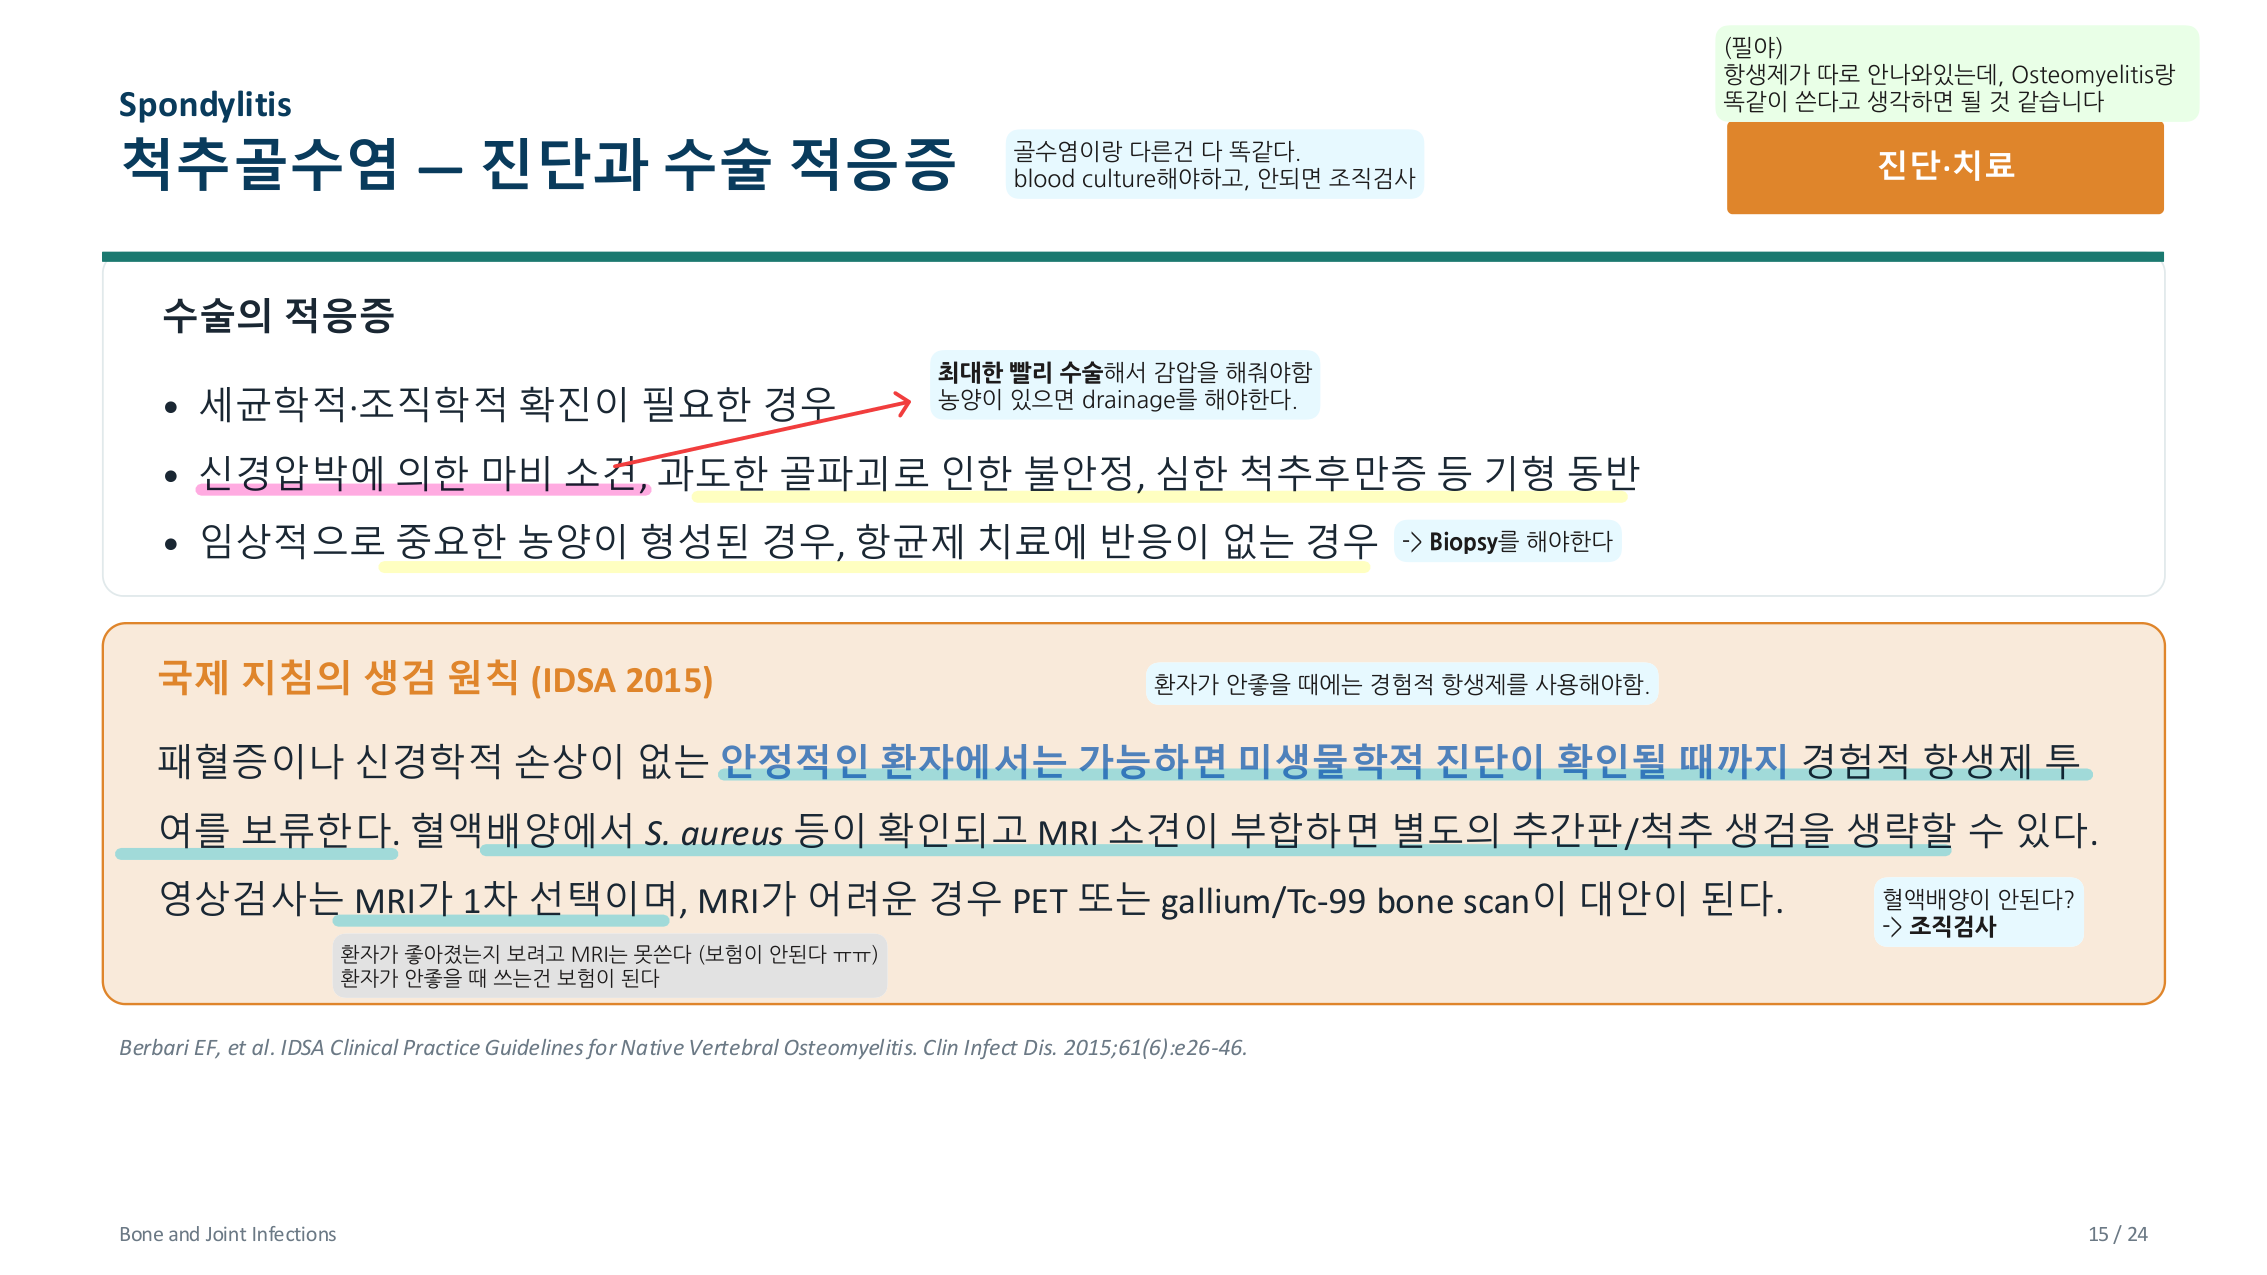 (필야)
항생제가 따로 안나와있는데, Osteomyelitis랑
똑같이 쓴다고 생각하면 될 것 같습니다
Spondylitis
척추골수염 — 진단과 수술 적응증
골수염이랑 다른건 다 똑같다.
blood culture해야하고, 안되면 조직검사
진단·치료
수술의 적응증
최대한 빨리 수술해서 감압을 해줘야함
농양이 있으면 drainage를 해야한다.
• 세균학적·조직학적 확진이 필요한 경우
• 신경압박에 의한 마비 소견, 과도한 골파괴로 인한 불안정, 심한 척추후만증 등 기형 동반
• 임상적으로 중요한 농양이 형성된 경우, 항균제 치료에 반응이 없는 경우
-> Biopsy를 해야한다
국제 지침의 생검 원칙 (IDSA 2015)
환자가 안좋을 때에는 경험적 항생제를 사용해야함.
패혈증이나 신경학적 손상이 없는 안정적인 환자에서는 가능하면 미생물학적 진단이 확인될 때까지 경험적 항생제 투
여를 보류한다. 혈액배양에서 S. aureus 등이 확인되고 MRI 소견이 부합하면 별도의 추간판/척추 생검을 생략할 수 있다.
영상검사는 MRI가 1차 선택이며, MRI가 어려운 경우 PET 또는 gallium/Tc-99 bone scan이 대안이 된다.
혈액배양이 안된다?
-> 조직검사
환자가 좋아졌는지 보려고 MRI는 못쓴다 (보험이 안된다 ㅠㅠ)
환자가 안좋을 때 쓰는건 보험이 된다
Berbari EF, et al. IDSA Clinical Practice Guidelines for Native Vertebral Osteomyelitis. Clin Infect Dis. 2015;61(6):e26-46.
Bone and Joint Infections
15 / 24